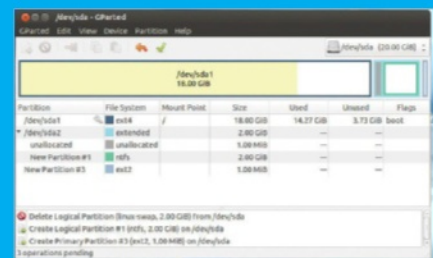 /dev/sda - GParted
GParted Edit View Device Partition Help
/dev/sda (20.00 GiB)
/dev/sda1
18.00 GiB
Partition File System Mount Point Size Used Unused Flags
/dev/sda1 ext4 / 18.00 GiB 14.27 GiB 3.73 GiB boot
/dev/sda2 extended 2.00 GiB — —
unallocated unallocated 1.00 MiB — —
New Partition #1 ntfs 2.00 GiB — —
New Partition #3 ext2 1.00 MiB — —
Delete Logical Partition (linux-swap, 2.00 GiB) from /dev/sda
Create Logical Partition #1 (ntfs, 2.00 GiB) on /dev/sda
Create Primary Partition #3 (ext2, 1.00 MiB) on /dev/sda
3 operations pending